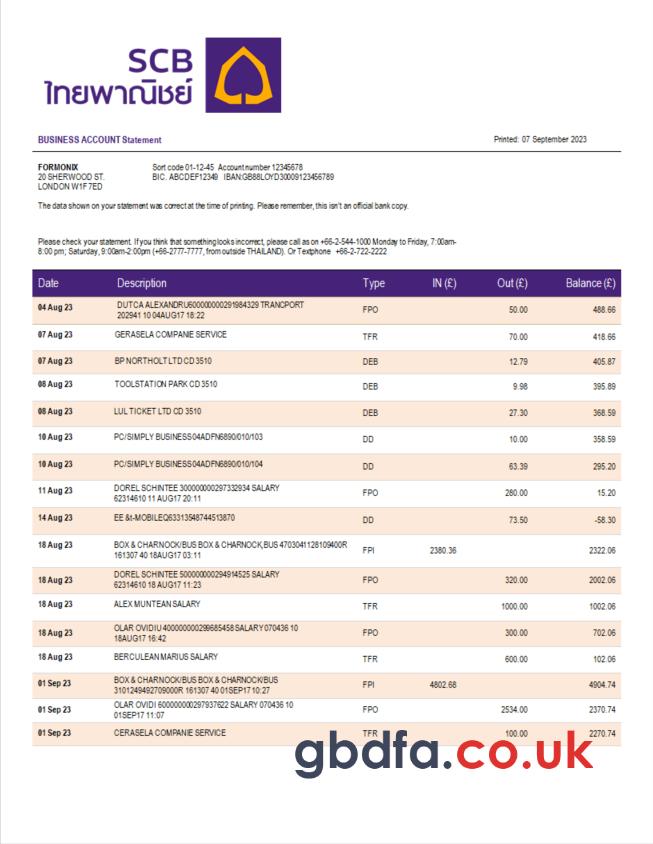 SCB
ไทยพาณิชย์
BUSINESS ACCOUNT Statement Printed: 07 September 2023
FORMONIX Sort code 01-12-45 Account number 12345678
20 SHERWOOD ST. BIC. ABCDEF12349 IBAN:GB88LOYD30009123456789
LONDON W1F7ED
The data shown on your statement was correct at the time of printing. Please remember, this isn't an official bank copy.
Please check your statement. If you think that something looks incorrect, please call as on +66-2-544-1000 Monday to Friday, 7:00am-
8:00 pm; Saturday, 9:00am-2:00pm (+66-2777-7777, from outside THAILAND). Or Textphone +66-2-722-2222
Date Description Type IN (£) Out (£) Balance (£)
04 Aug 23 DUTCA ALEXANDRU600000000291984329 TRANCPORT
202941 10 04AUG17 18:22 FPO 50.00 488.66
07 Aug 23 GERASELA COMPANIE SERVICE TFR 70.00 418.66
07 Aug 23 BP NORTHOLT LTD CD 3510 DEB 12.79 405.87
08 Aug 23 TOOLSTATION PARK CD 3510 DEB 9.98 395.89
08 Aug 23 LUL TICKET LTD CD 3510 DEB 27.30 368.59
10 Aug 23 PC/SIMPLY BUSINESS04ADFN6890/010/103 DD 10.00 358.59
10 Aug 23 PC/SIMPLY BUSINESS04ADFN6890/010/104 DD 63.39 295.20
11 Aug 23 DOREL SCHINTEE 300000000297332934 SALARY
62314610 11 AUG17 20:11 FPO 280.00 15.20
14 Aug 23 EE &t-MOBILEQ63313548744513870 DD 73.50 -58.30
18 Aug 23 BOX & CHARNOCK/BUS BOX & CHARNOCK,BUS 4703041128109400R
161307 40 18AUG17 03:11 FPI 2380.36 2322.06
18 Aug 23 DOREL SCHINTEE 500000000294914525 SALARY
62314610 18 AUG17 11:23 FPO 320.00 2002.06
18 Aug 23 ALEX MUNTEAN SALARY TFR 1000.00 1002.06
18 Aug 23 OLAR OVIDIU 400000000299685458 SALARY 070436 10
18AUG17 16:42 FPO 300.00 702.06
18 Aug 23 BERCULEAN MARIUS SALARY TFR 600.00 102.06
01 Sep 23 BOX & CHARNOCK/BUS BOX & CHARNOCK/BUS
3101249492709000R 161307 40 01SEP17 10:27 FPI 4802.68 4904.74
01 Sep 23 OLAR OVIDI 600000000297937622 SALARY 070436 10
01SEP17 11:07 FPO 2534.00 2370.74
01 Sep 23 CERASELA COMPANIE SERVICE TFR 100.00 2270.74
gbdfa.co.uk